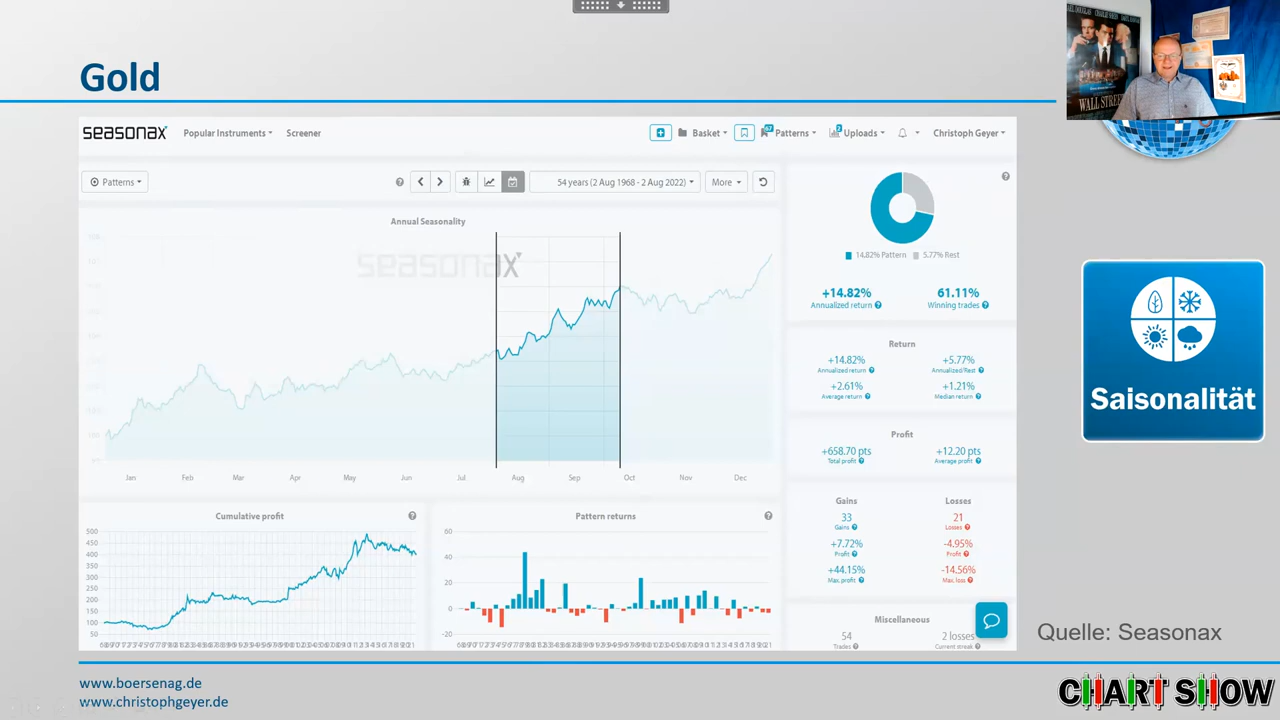 Gold
WALL STREET
seasonax
Popular Instruments
Screener
Basket
Patterns
Uploads
Christoph Geyer
Patterns
54 years (2 Aug 1968 - 2 Aug 2022)
More
Annual Seasonality
seasonax
Jan Feb Mar Apr May Jun Jul Aug Sep Oct Nov Dec
14.82% Pattern 5.77% Rest
+14.82% 61.11%
Annualized return Winning trades
Return
+14.82% +5.77%
Annualized return Annualized/Rest
+2.61% +1.21%
Average return Median return
Profit
+658.70 pts +12.20 pts
Total profit Average profit
Gains Losses
33 21
Gains Losses
+7.72% -4.95%
Profit Profit
+44.15% -14.56%
Max. profit Max. loss
Miscellaneous
54 2 losses
Trades Current streak
Cumulative profit
500
450
400
350
300
250
200
150
100
50
Pattern returns
60
40
20
0
-20
Saisonalität
Quelle: Seasonax
www.boersenag.de
www.christophgeyer.de
CHART SHOW